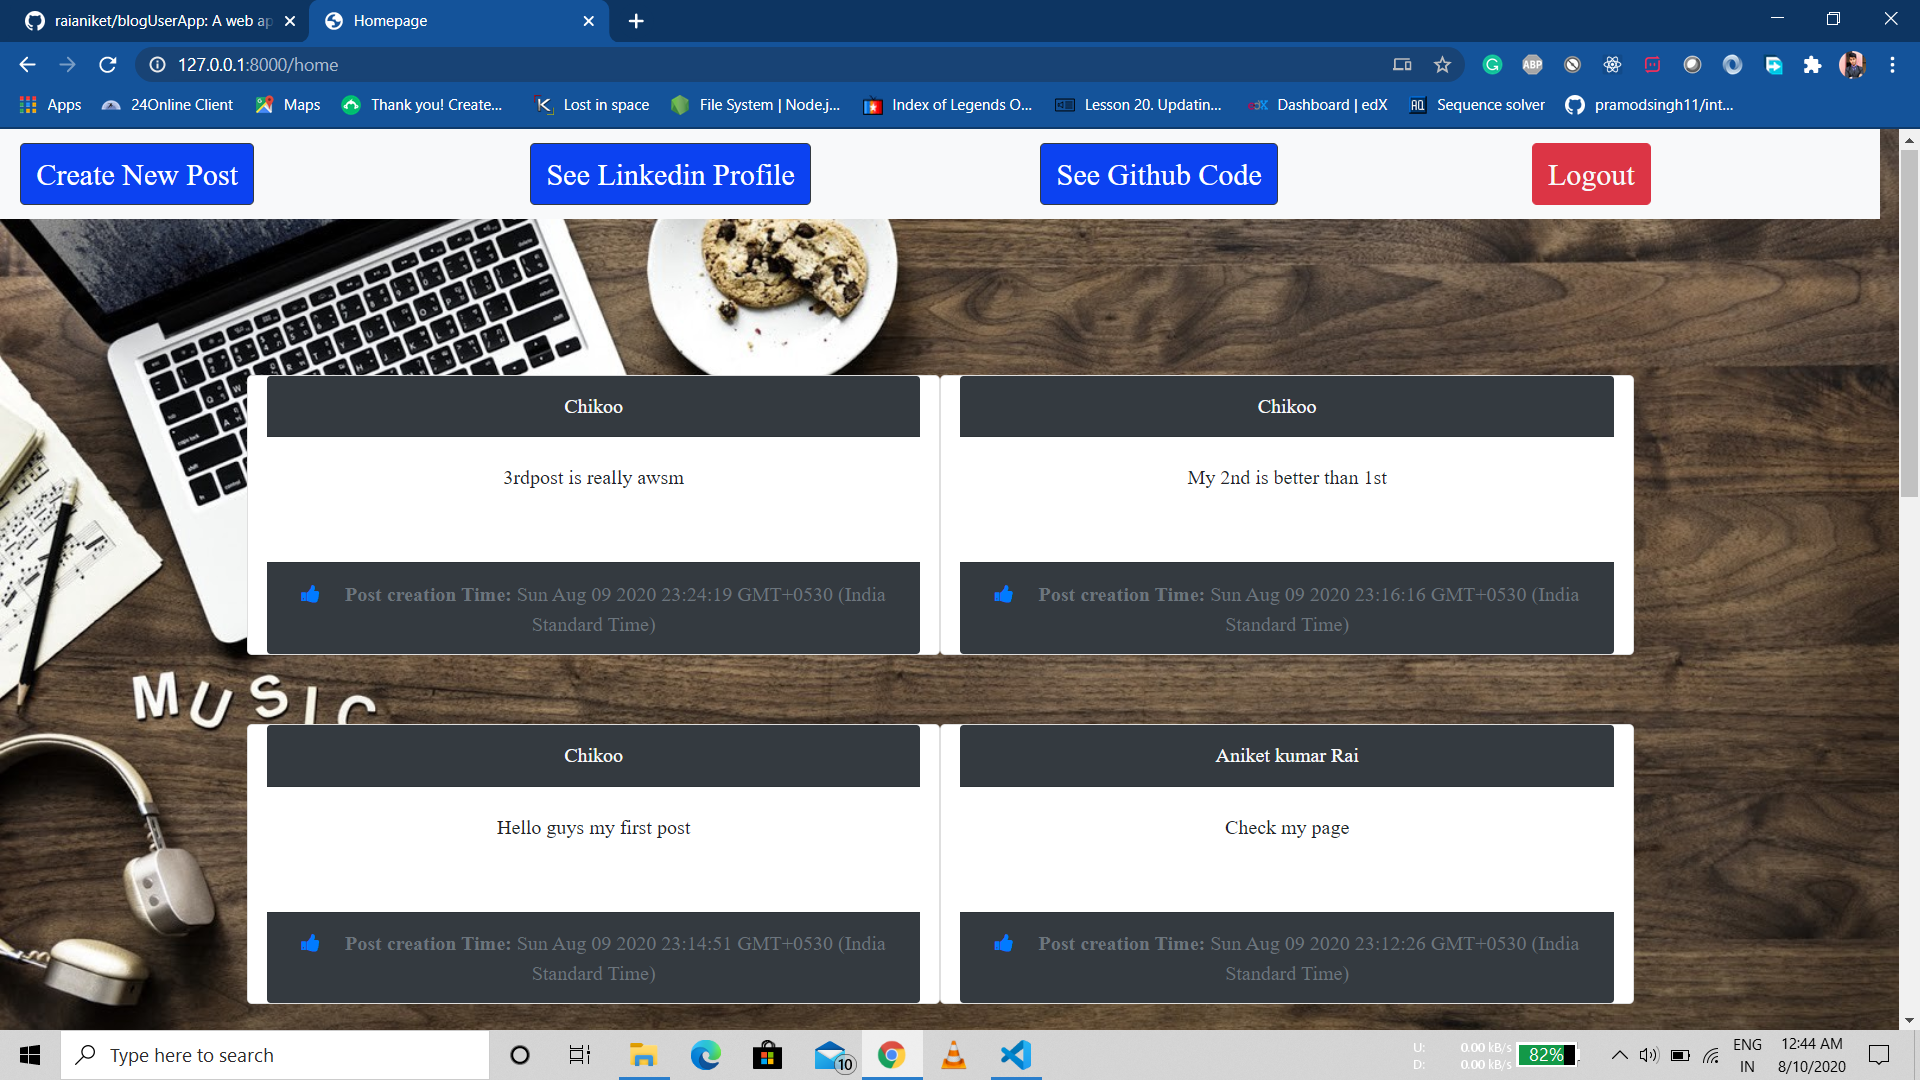 raianiket/blogUserApp: A web ap
Homepage
127.0.0.1:8000/home
Apps
24Online Client
Maps
Thank you! Create...
Lost in space
File System | Node.j...
Index of Legends O...
Lesson 20. Updatin...
Dashboard | edX
Sequence solver
pramodsingh11/int...
Create New Post
See Linkedin Profile
See Github Code
Logout
Chikoo
3rdpost is really awsm
Post creation Time: Sun Aug 09 2020 23:24:19 GMT+0530 (India
Standard Time)
Chikoo
My 2nd is better than 1st
Post creation Time: Sun Aug 09 2020 23:16:16 GMT+0530 (India
Standard Time)
MUSIC
Chikoo
Hello guys my first post
Post creation Time: Sun Aug 09 2020 23:14:51 GMT+0530 (India
Standard Time)
Aniket kumar Rai
Check my page
Post creation Time: Sun Aug 09 2020 23:12:26 GMT+0530 (India
Standard Time)
Type here to search
10
U: 0.00 kB/s
D: 0.00 kB/s
82%
ENG
IN
12:44 AM
8/10/2020